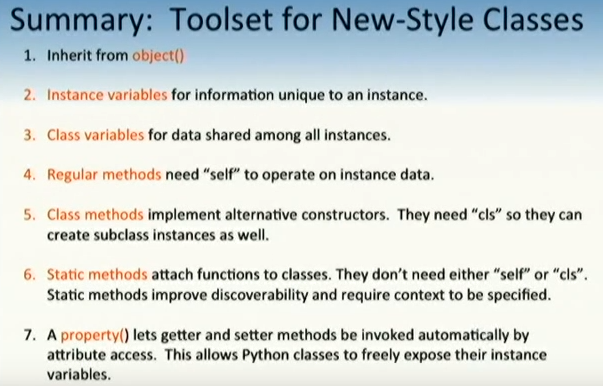 Summary: Toolset for New-Style Classes
1. Inherit from object()
2. Instance variables for information unique to an instance.
3. Class variables for data shared among all instances.
4. Regular methods need “self” to operate on instance data.
5. Class methods implement alternative constructors. They need “cls” so they can
create subclass instances as well.
6. Static methods attach functions to classes. They don’t need either “self” or “cls”.
Static methods improve discoverability and require context to be specified.
7. A property() lets getter and setter methods be invoked automatically by
attribute access. This allows Python classes to freely expose their instance
variables.